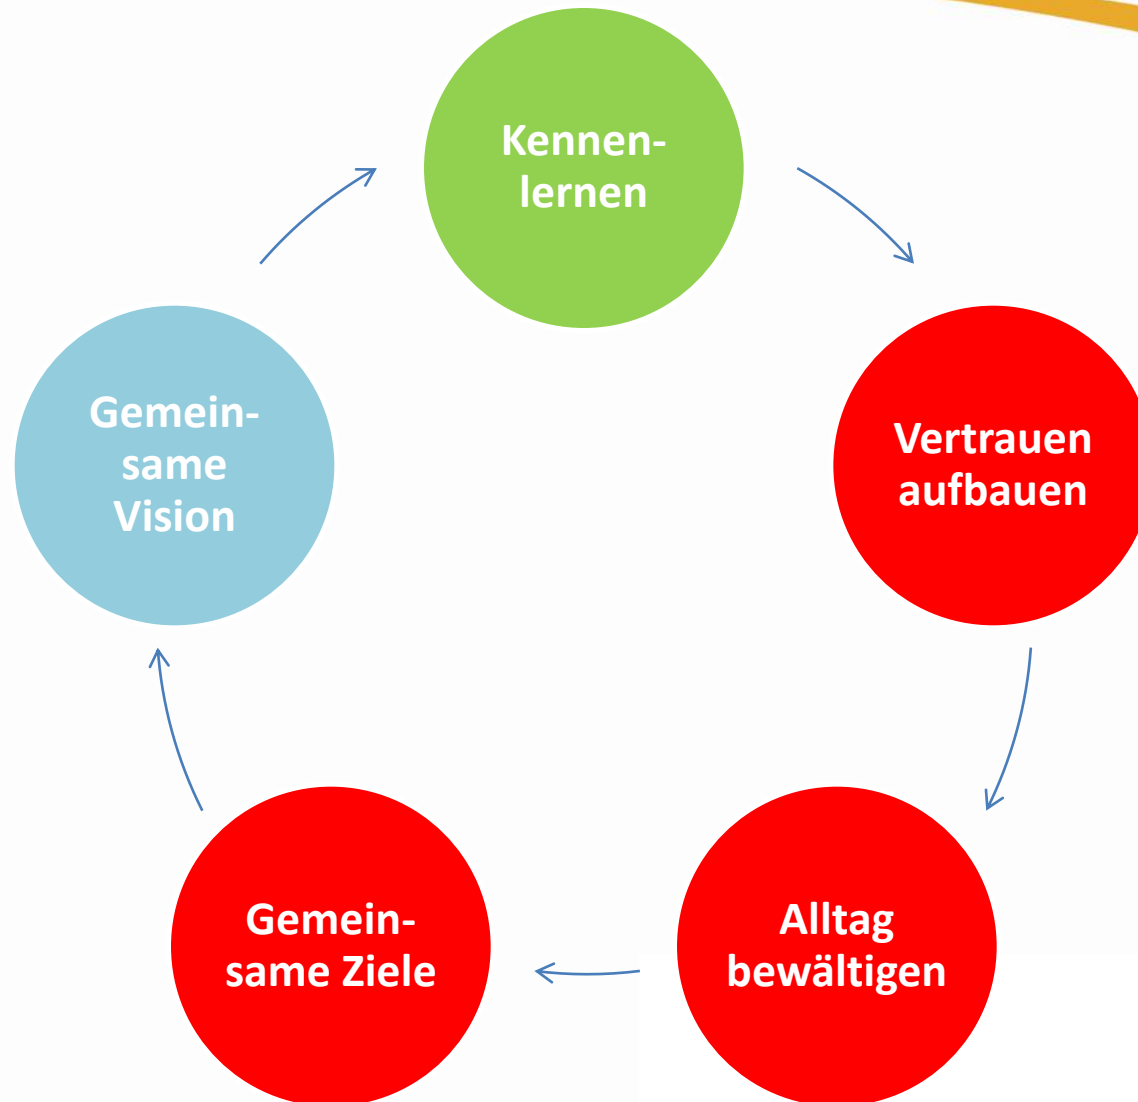 Kennen-
lernen
Vertrauen
aufbauen
Alltag
bewältigen
Gemein-
same Ziele
Gemein-
same
Vision